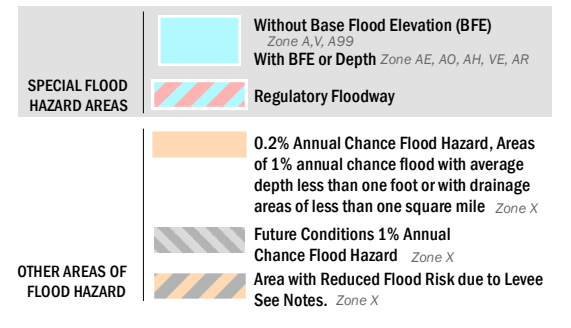 SPECIAL FLOOD
HAZARD AREAS
Without Base Flood Elevation (BFE)
Zone A,V, A99
With BFE or Depth Zone AE, AO, AH, VE, AR
Regulatory Floodway
OTHER AREAS OF
FLOOD HAZARD
0.2% Annual Chance Flood Hazard, Areas
of 1% annual chance flood with average
depth less than one foot or with drainage
areas of less than one square mile Zone X
Future Conditions 1% Annual
Chance Flood Hazard Zone X
Area with Reduced Flood Risk due to Levee
See Notes. Zone X